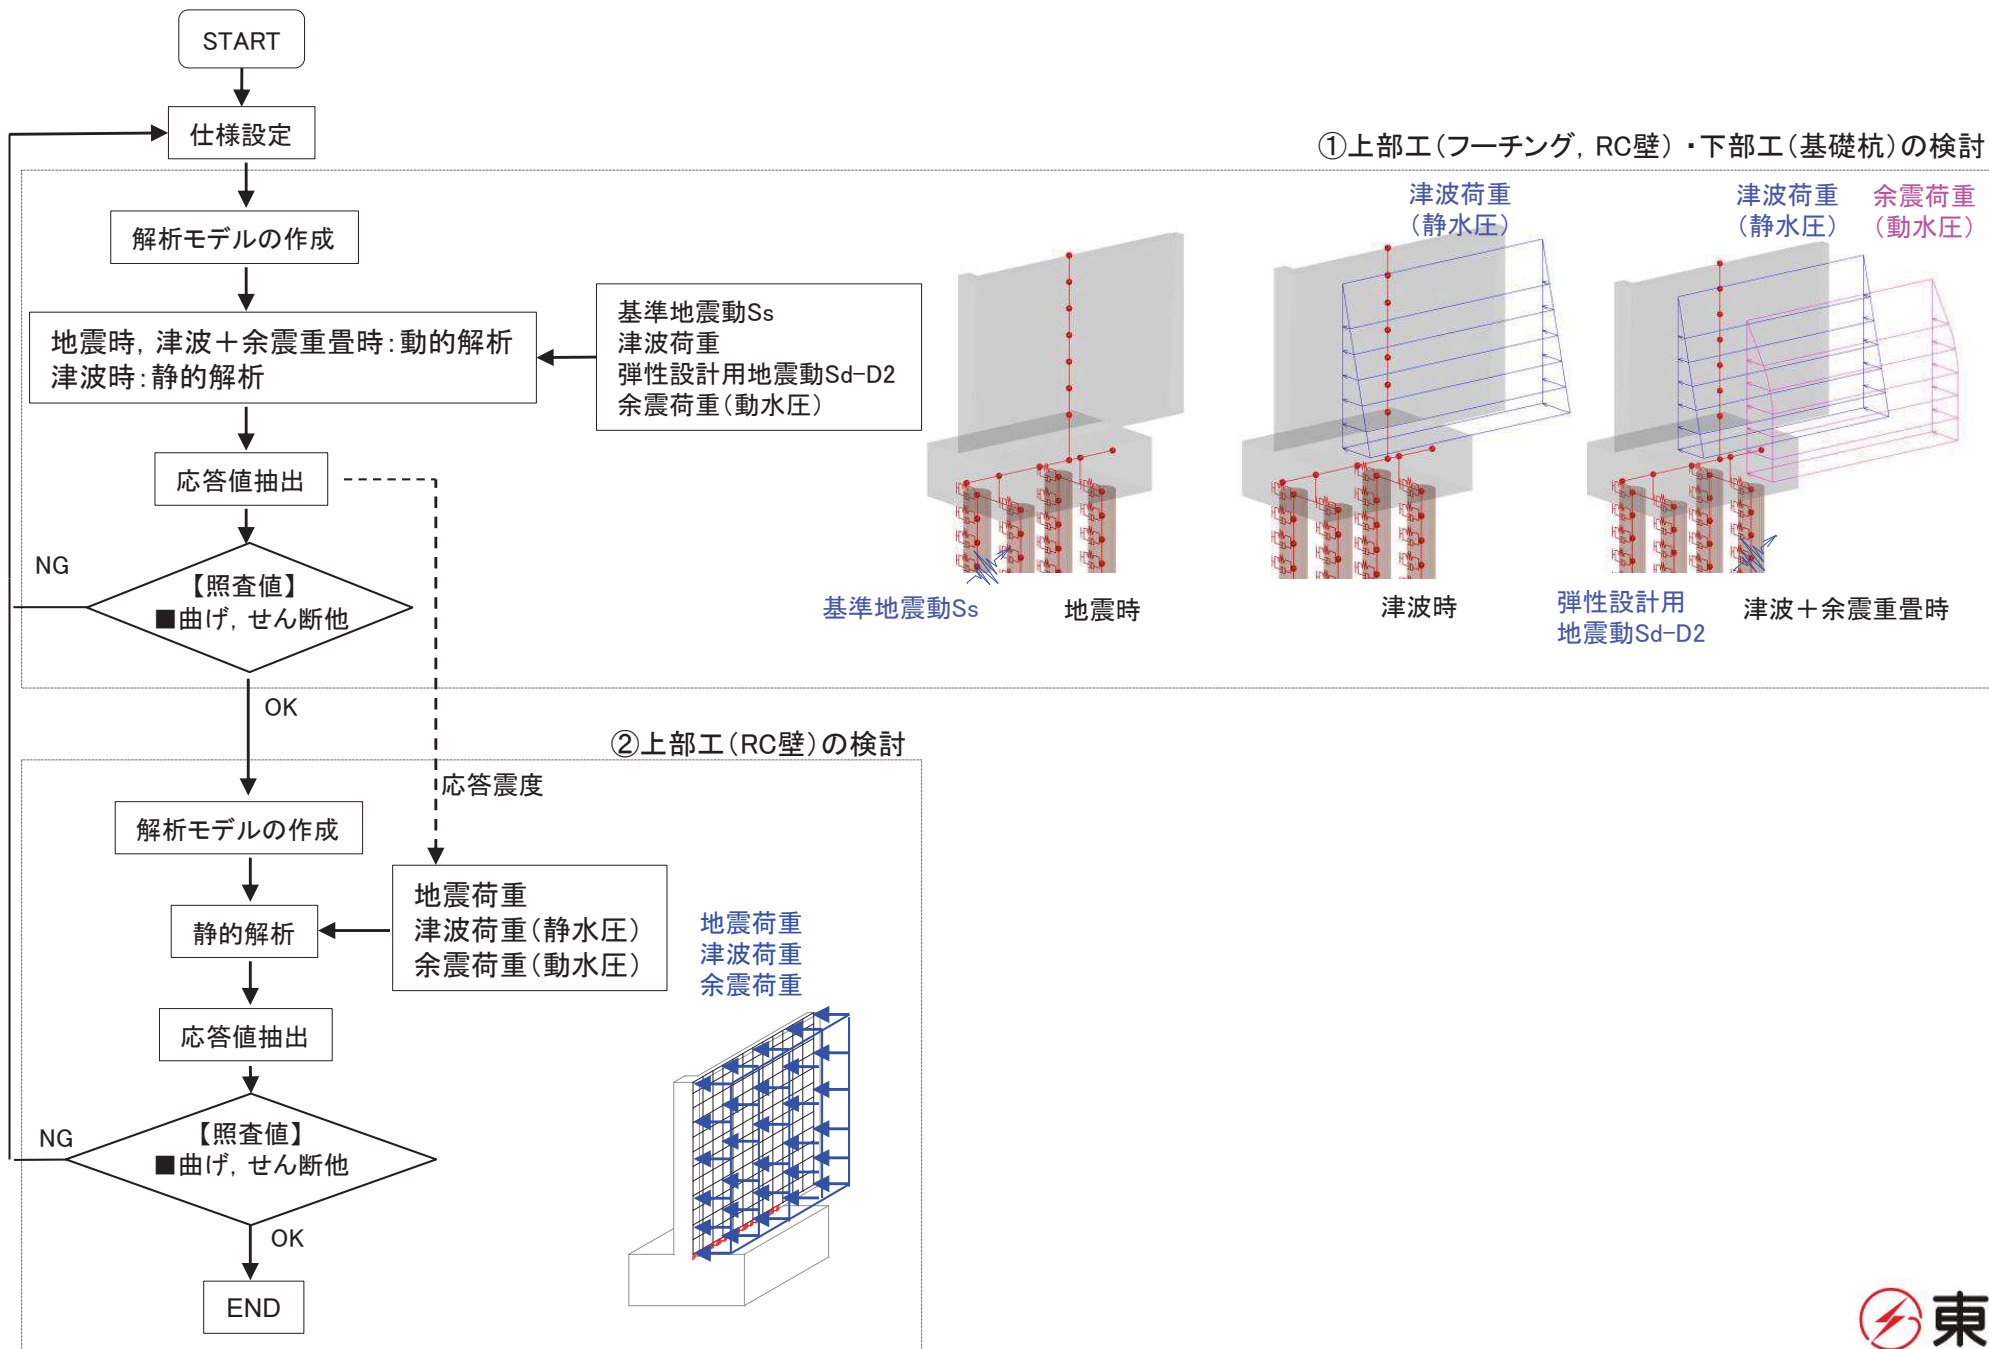 START
仕様設定
①上部工(フーチング, RC壁)・下部工(基礎杭)の検討
解析モデルの作成
地震時, 津波+余震重畳時:動的解析
津波時:静的解析
基準地震動Ss
津波荷重
弾性設計用地震動Sd-D2
余震荷重(動水圧)
応答値抽出
【照査値】
■曲げ, せん断他
NG
OK
基準地震動Ss
地震時
津波荷重
(静水圧)
津波時
津波荷重
(静水圧)
余震荷重
(動水圧)
弾性設計用
地震動Sd-D2
津波+余震重畳時
②上部工(RC壁)の検討
応答震度
解析モデルの作成
静的解析
地震荷重
津波荷重(静水圧)
余震荷重(動水圧)
応答値抽出
【照査値】
■曲げ, せん断他
NG
OK
END
地震荷重
津波荷重
余震荷重
東